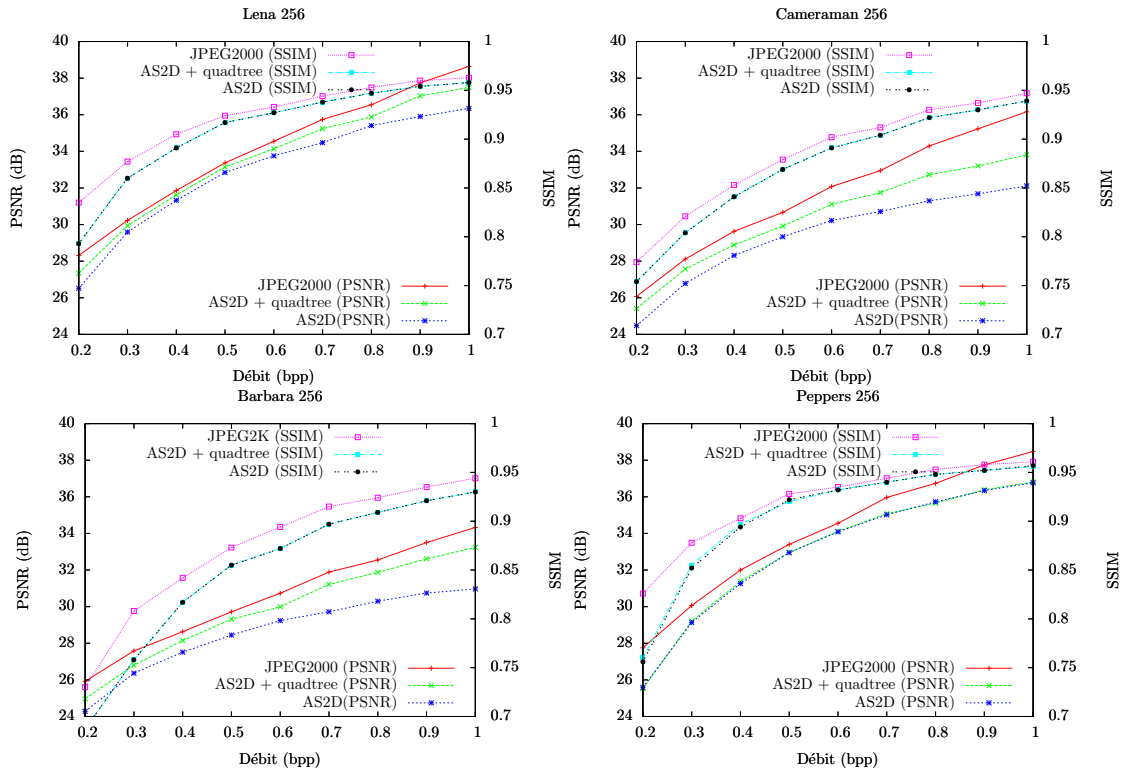 Lena 256
40
38
36
34
32
30
28
26
24
PSNR (dB)
JPEG2000 (SSIM)
AS2D + quadtree (SSIM)
AS2D (SSIM)
JPEG2000 (PSNR)
AS2D + quadtree (PSNR)
AS2D(PSNR)
1
0.95
0.9
0.85
0.8
0.75
0.7
SSIM
0.2 0.3 0.4 0.5 0.6 0.7 0.8 0.9 1
Débit (bpp)
Cameraman 256
40
38
36
34
32
30
28
26
24
PSNR (dB)
JPEG2000 (SSIM)
AS2D + quadtree (SSIM)
AS2D (SSIM)
JPEG2000 (PSNR)
AS2D + quadtree (PSNR)
AS2D(PSNR)
1
0.95
0.9
0.85
0.8
0.75
0.7
SSIM
0.2 0.3 0.4 0.5 0.6 0.7 0.8 0.9 1
Débit (bpp)
Barbara 256
40
38
36
34
32
30
28
26
24
PSNR (dB)
JPEG2K (SSIM)
AS2D + quadtree (SSIM)
AS2D (SSIM)
JPEG2000 (PSNR)
AS2D + quadtree (PSNR)
AS2D(PSNR)
1
0.95
0.9
0.85
0.8
0.75
0.7
SSIM
0.2 0.3 0.4 0.5 0.6 0.7 0.8 0.9 1
Débit (bpp)
Peppers 256
40
38
36
34
32
30
28
26
24
PSNR (dB)
JPEG2000 (SSIM)
AS2D + quadtree (SSIM)
AS2D (SSIM)
JPEG2000 (PSNR)
AS2D + quadtree (PSNR)
AS2D (PSNR)
1
0.95
0.9
0.85
0.8
0.75
0.7
SSIM
0.2 0.3 0.4 0.5 0.6 0.7 0.8 0.9 1
Débit (bpp)